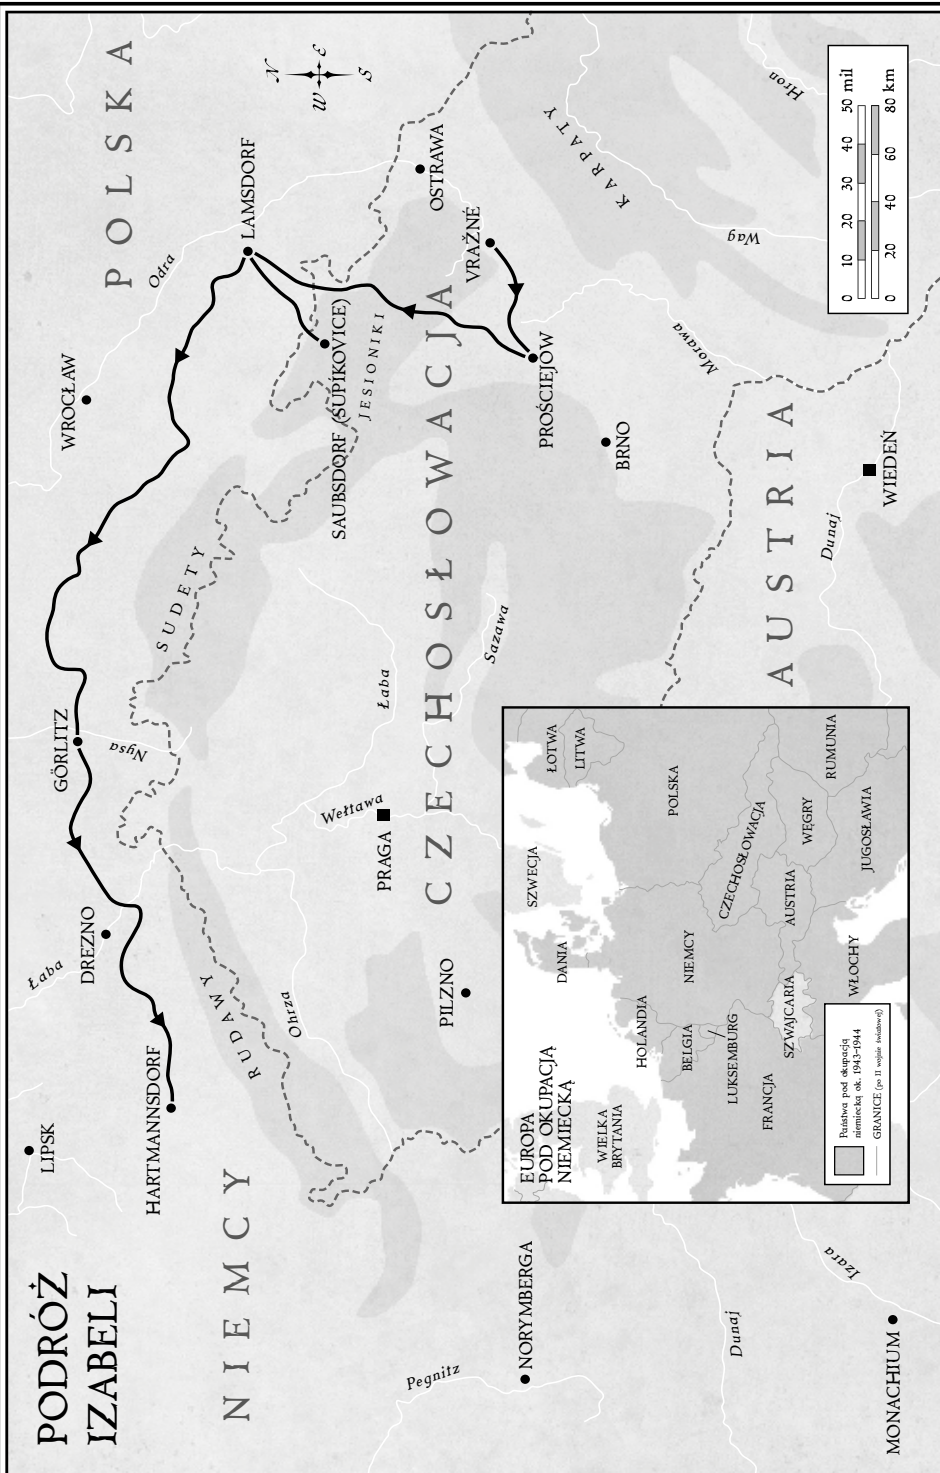 PODRÓŻ
IZABELI
NIEMCY
POLSKA
CZECHOSŁOWACJA
AUSTRIA
LIPSK
HARTMANSDORF
DREZNO
GÖRLITZ
WROCŁAW
LAMSDORF
SAUBSDORF (SUPÍKOVICE)
JESIONIKI
OSTRAWA
VRAŽNÉ
PROŚCIEJÓW
BRNO
WIEDEŃ
PRAGA
PILZNO
NORYMBERGA
MONACHIUM
SUDETY
RUDAWY
KARPATY
Łaba
Nysa
Odra
Ohrza
Wełtawa
Łaba
Sazawa
Morawa
Wag
Hron
Dunaj
Dunaj
Izara
Pegnitz
N
E
W
S
0 10 20 30 40 50 mil
0 20 40 60 80 km
EUROPA
POD OKUPACJĄ
NIEMIECKĄ
WIELKA
BRYTANIA
HOLANDIA
BELGIA
LUKSEMBURG
FRANCJA
DANIA
SZWECJA
NIEMCY
SZWAJCARIA
WŁOCHY
AUSTRIA
CZECHOSŁOWACJA
POLSKA
ŁOTWA
LITWA
WĘGRY
RUMUNIA
JUGOSŁAWIA
Państwa pod okupacją
niemiecką ok. 1943–1944
GRANICE (po II wojnie światowej)